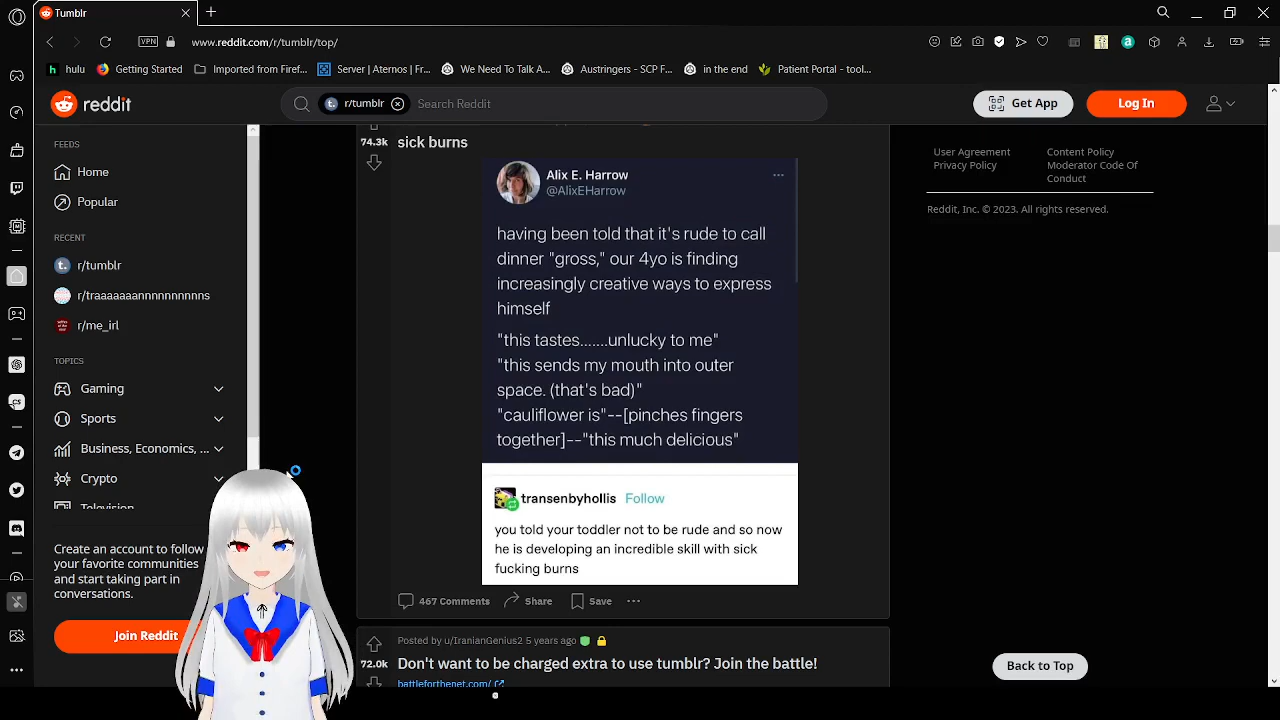 Tumblr
VPN
www.reddit.com/r/tumblr/top/
h hulu
Getting Started
Imported from Firef...
Server | Aternos | Fr...
We Need To Talk A...
Austringers - SCP F...
in the end
Patient Portal - tool...
reddit
r/tumblr
Search Reddit
Get App
Log In
FEEDS
Home
Popular
RECENT
r/tumblr
r/traaaaaaannnnnnnnnns
r/me_irl
TOPICS
Gaming
Sports
Business, Economics, ...
Crypto
Television
Create an account to follow
your favorite communities
and start taking part in
conversations.
Join Reddit
74.3k
sick burns
Alix E. Harrow
@AlixEHarrow
having been told that it's rude to call
dinner "gross," our 4yo is finding
increasingly creative ways to express
himself
"this tastes.......unlucky to me"
"this sends my mouth into outer
space. (that's bad)"
"cauliflower is"--[pinches fingers
together]--"this much delicious"
transenbyhollis Follow
you told your toddler not to be rude and so now
he is developing an incredible skill with sick
fucking burns
467 Comments
Share
Save
Posted by u/IranianGenius2 5 years ago
72.0k
Don't want to be charged extra to use tumblr? Join the battle!
battleforthenet.com/
User Agreement
Privacy Policy
Content Policy
Moderator Code Of
Conduct
Reddit, Inc. © 2023. All rights reserved.
Back to Top